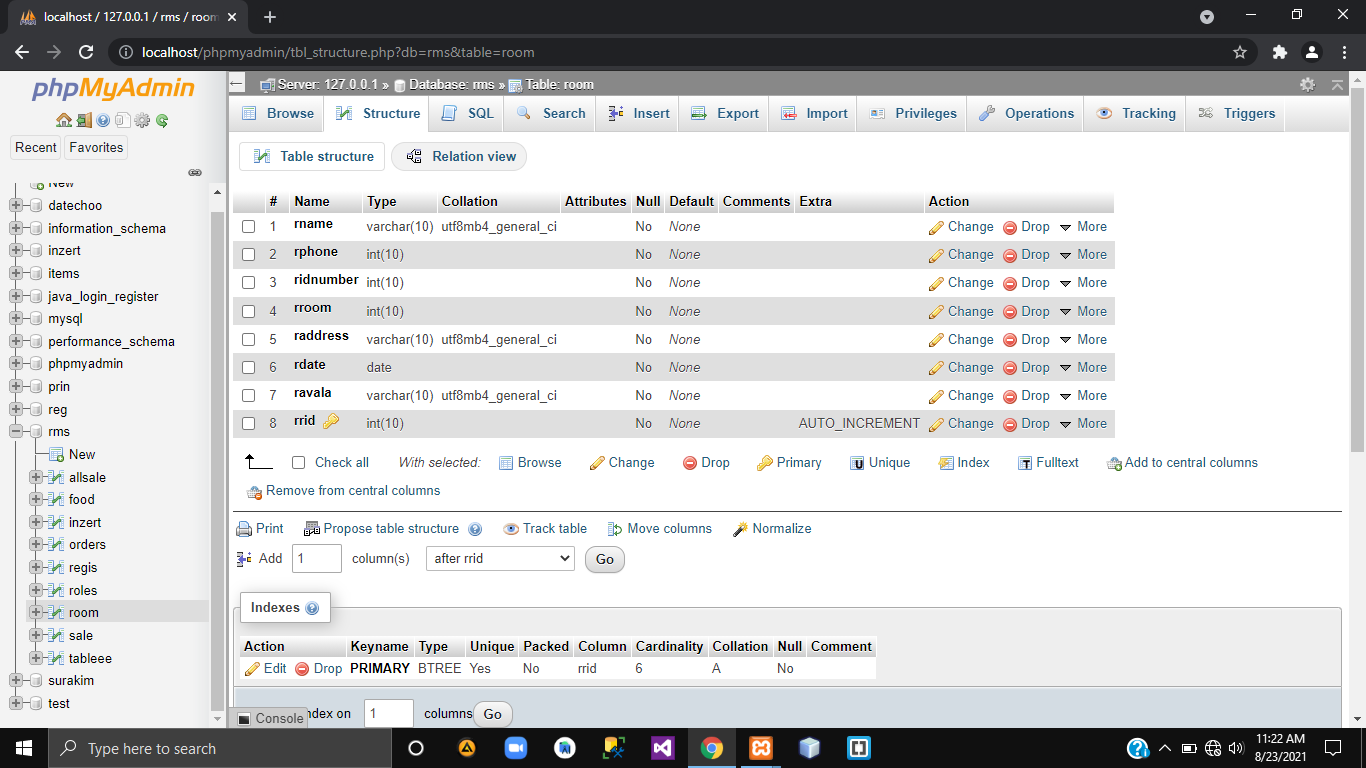 localhost / 127.0.0.1 / rms / room
localhost/phpmyadmin/tbl_structure.php?db=rms&table=room
phpMyAdmin
Recent Favorites
New
datechoo
information_schema
inzert
items
java_login_register
mysql
performance_schema
phpmyadmin
prin
reg
rms
New
allsale
food
inzert
orders
regis
roles
room
sale
tableee
surakim
test
Server: 127.0.0.1 » Database: rms » Table: room
Browse Structure SQL Search Insert Export Import Privileges Operations Tracking Triggers
Table structure Relation view
# Name Type Collation Attributes Null Default Comments Extra Action
1 rname varchar(10) utf8mb4_general_ci No None Change Drop More
2 rphone int(10) No None Change Drop More
3 ridnumber int(10) No None Change Drop More
4 rroom int(10) No None Change Drop More
5 raddress varchar(10) utf8mb4_general_ci No None Change Drop More
6 rdate date No None Change Drop More
7 ravala varchar(10) utf8mb4_general_ci No None Change Drop More
8 rrid int(10) No None AUTO_INCREMENT Change Drop More
Check all With selected: Browse Change Drop Primary Unique Index Fulltext Add to central columns
Remove from central columns
Print Propose table structure Track table Move columns Normalize
Add 1 column(s) after rrid Go
Indexes
Action Keyname Type Unique Packed Column Cardinality Collation Null Comment
Edit Drop PRIMARY BTREE Yes No rrid 6 A No
Console ndex on 1 columns Go
Type here to search
11:22 AM
8/23/2021